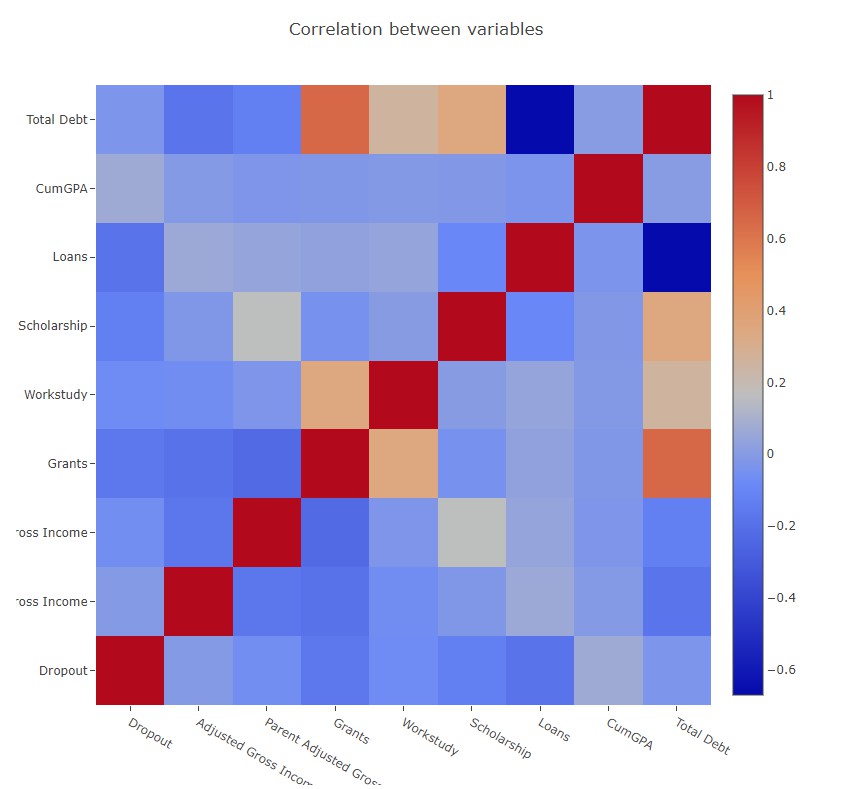 Correlation between variables
Total Debt
CumGPA
Loans
Scholarship
Workstudy
Grants
ross Income
ross Income
Dropout
1
0.8
0.6
0.4
0.2
0
−0.2
−0.4
−0.6
Dropout
Adjusted Gross Incom
Parent Adjusted Gros
Grants
Workstudy
Scholarship
Loans
CumGPA
Total Debt